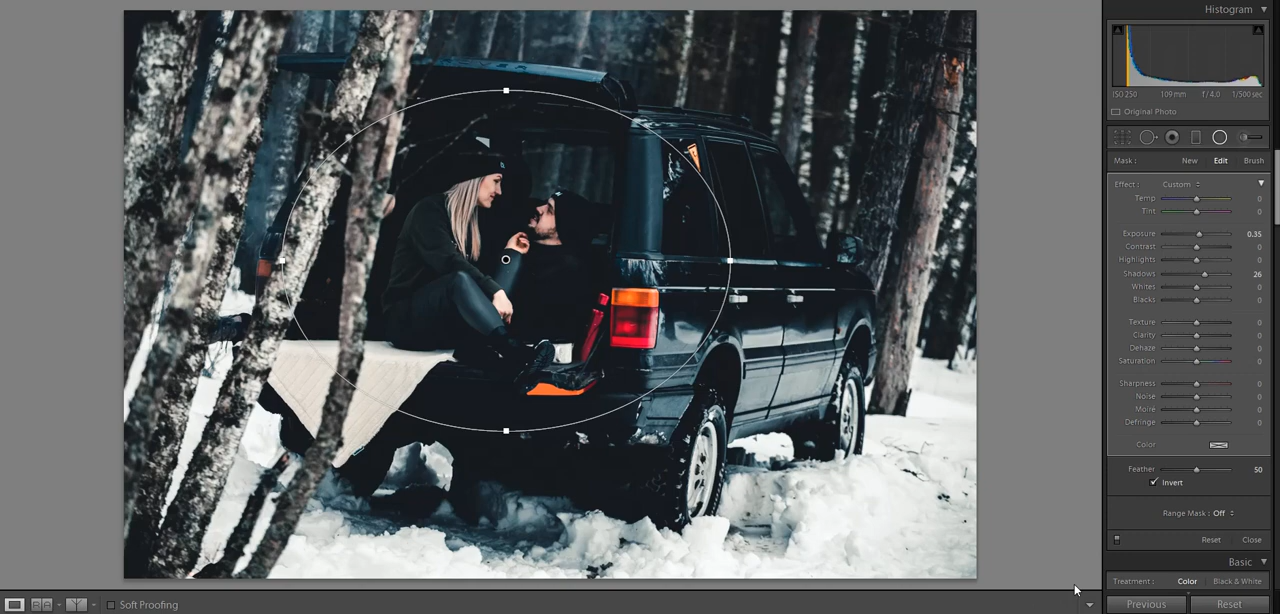 Histogram
ISO 250 109 mm f / 4.0 1/500 sec
Original Photo
Mask : New Edit Brush
Effect : Custom
Temp 0
Tint 0
Exposure 0.35
Contrast 0
Highlights 0
Shadows 26
Whites 0
Blacks 0
Texture 0
Clarity 0
Dehaze 0
Saturation 0
Sharpness 0
Noise 0
Moire 0
Defringe 0
Color
Feather 50
Invert
Range Mask : Off
Reset Close
Basic
Treatment : Color Black & White
Soft Proofing
Previous Reset